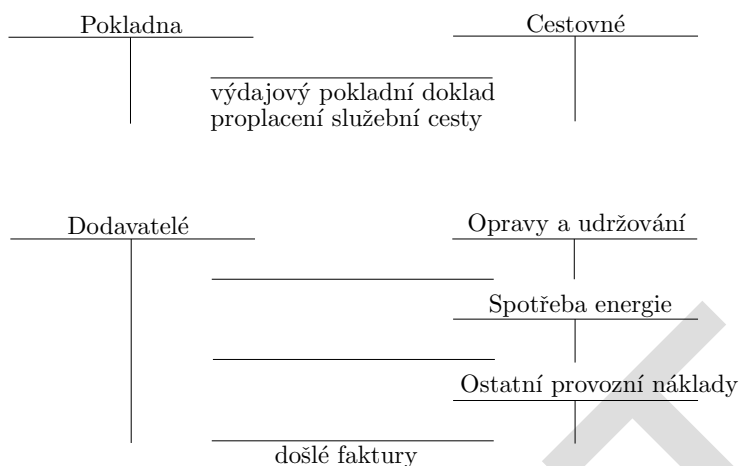 Pokladna
Cestovné
výdajový pokladní doklad
proplacení služební cesty
Dodavatelé
Opravy a udržování
Spotřeba energie
Ostatní provozní náklady
došlé faktury